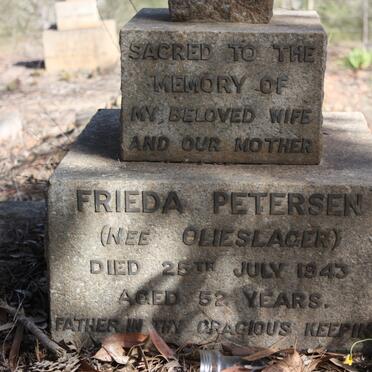 SACRED TO THE
MEMORY OF
MY BELOVED WIFE
AND OUR MOTHER
FRIEDA PETERSEN
(NEE OLIESLAGER)
DIED 25TH JULY 1943
AGED 52 YEARS.
FATHER IN THY GRACIOUS KEEPIN